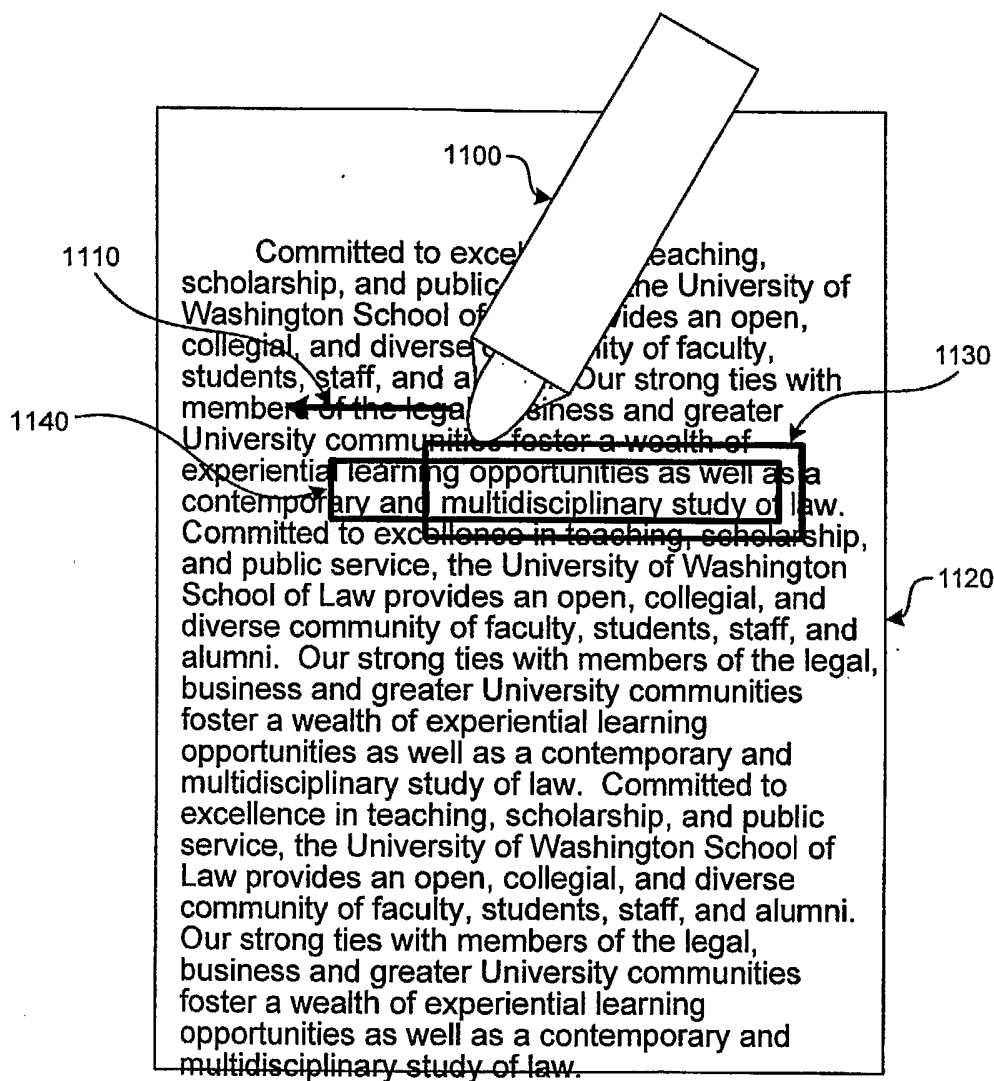 1100
1110
Committed to excel eaching,
scholarship, and public he University of
Washington School of vides an open,
collegial, and diverse c ity of faculty,
students, staff, and a Our strong ties with
1130
members of the legal siness and greater
1140
University communities foster a wealth of
experiential learning opportunities as well as a
contemporary and multidisciplinary study of law.
Committed to excellence in teaching, scholarship,
and public service, the University of Washington
1120
School of Law provides an open, collegial, and
diverse community of faculty, students, staff, and
alumni. Our strong ties with members of the legal,
business and greater University communities
foster a wealth of experiential learning
opportunities as well as a contemporary and
multidisciplinary study of law. Committed to
excellence in teaching, scholarship, and public
service, the University of Washington School of
Law provides an open, collegial, and diverse
community of faculty, students, staff, and alumni.
Our strong ties with members of the legal,
business and greater University communities
foster a wealth of experiential learning
opportunities as well as a contemporary and
multidisciplinary study of law.